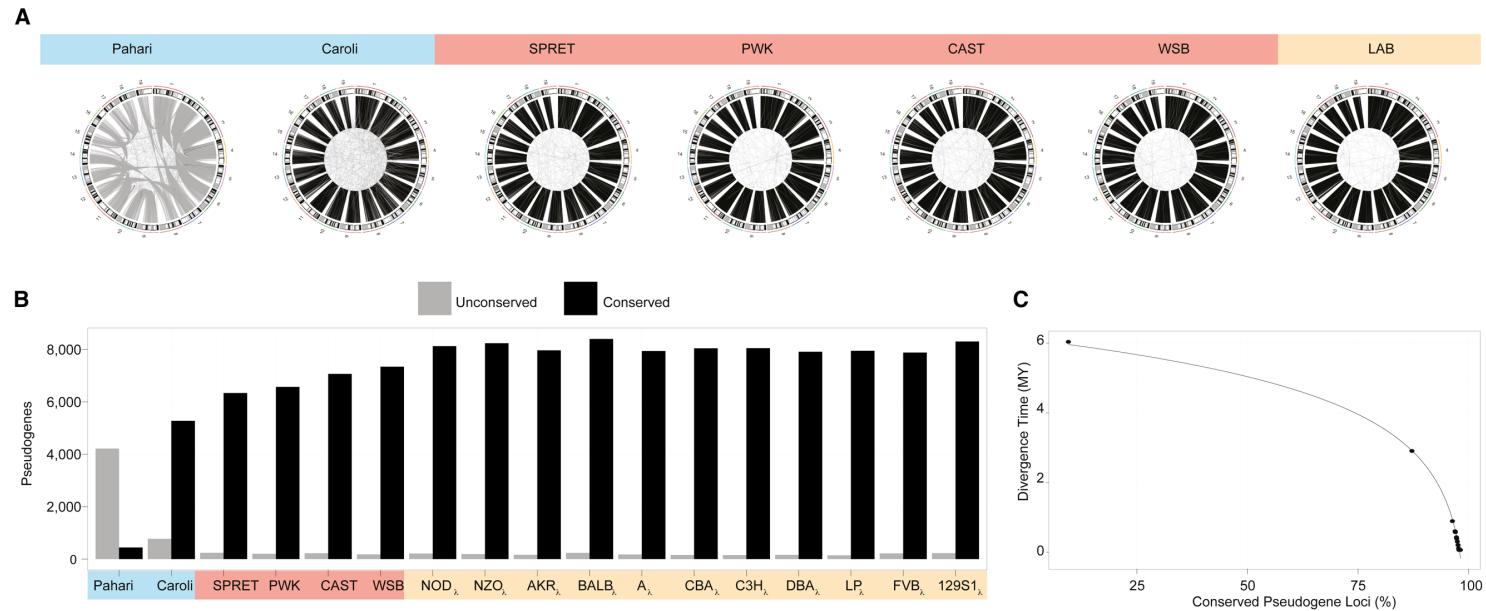 A
Pahari Caroli SPRET PWK CAST WSB LAB
B
Unconserved Conserved
C
Pseudogenes
8,000
6,000
4,000
2,000
0
Pahari Caroli SPRET PWK CAST WSB NODλ NZOλ AKRλ BALBλ Aλ CBAλ C3Hλ DBAλ LPλ FVBλ 129S1λ
Divergence Time (MY)
6
4
2
0
25 50 75 100
Conserved Pseudogene Loci (%)